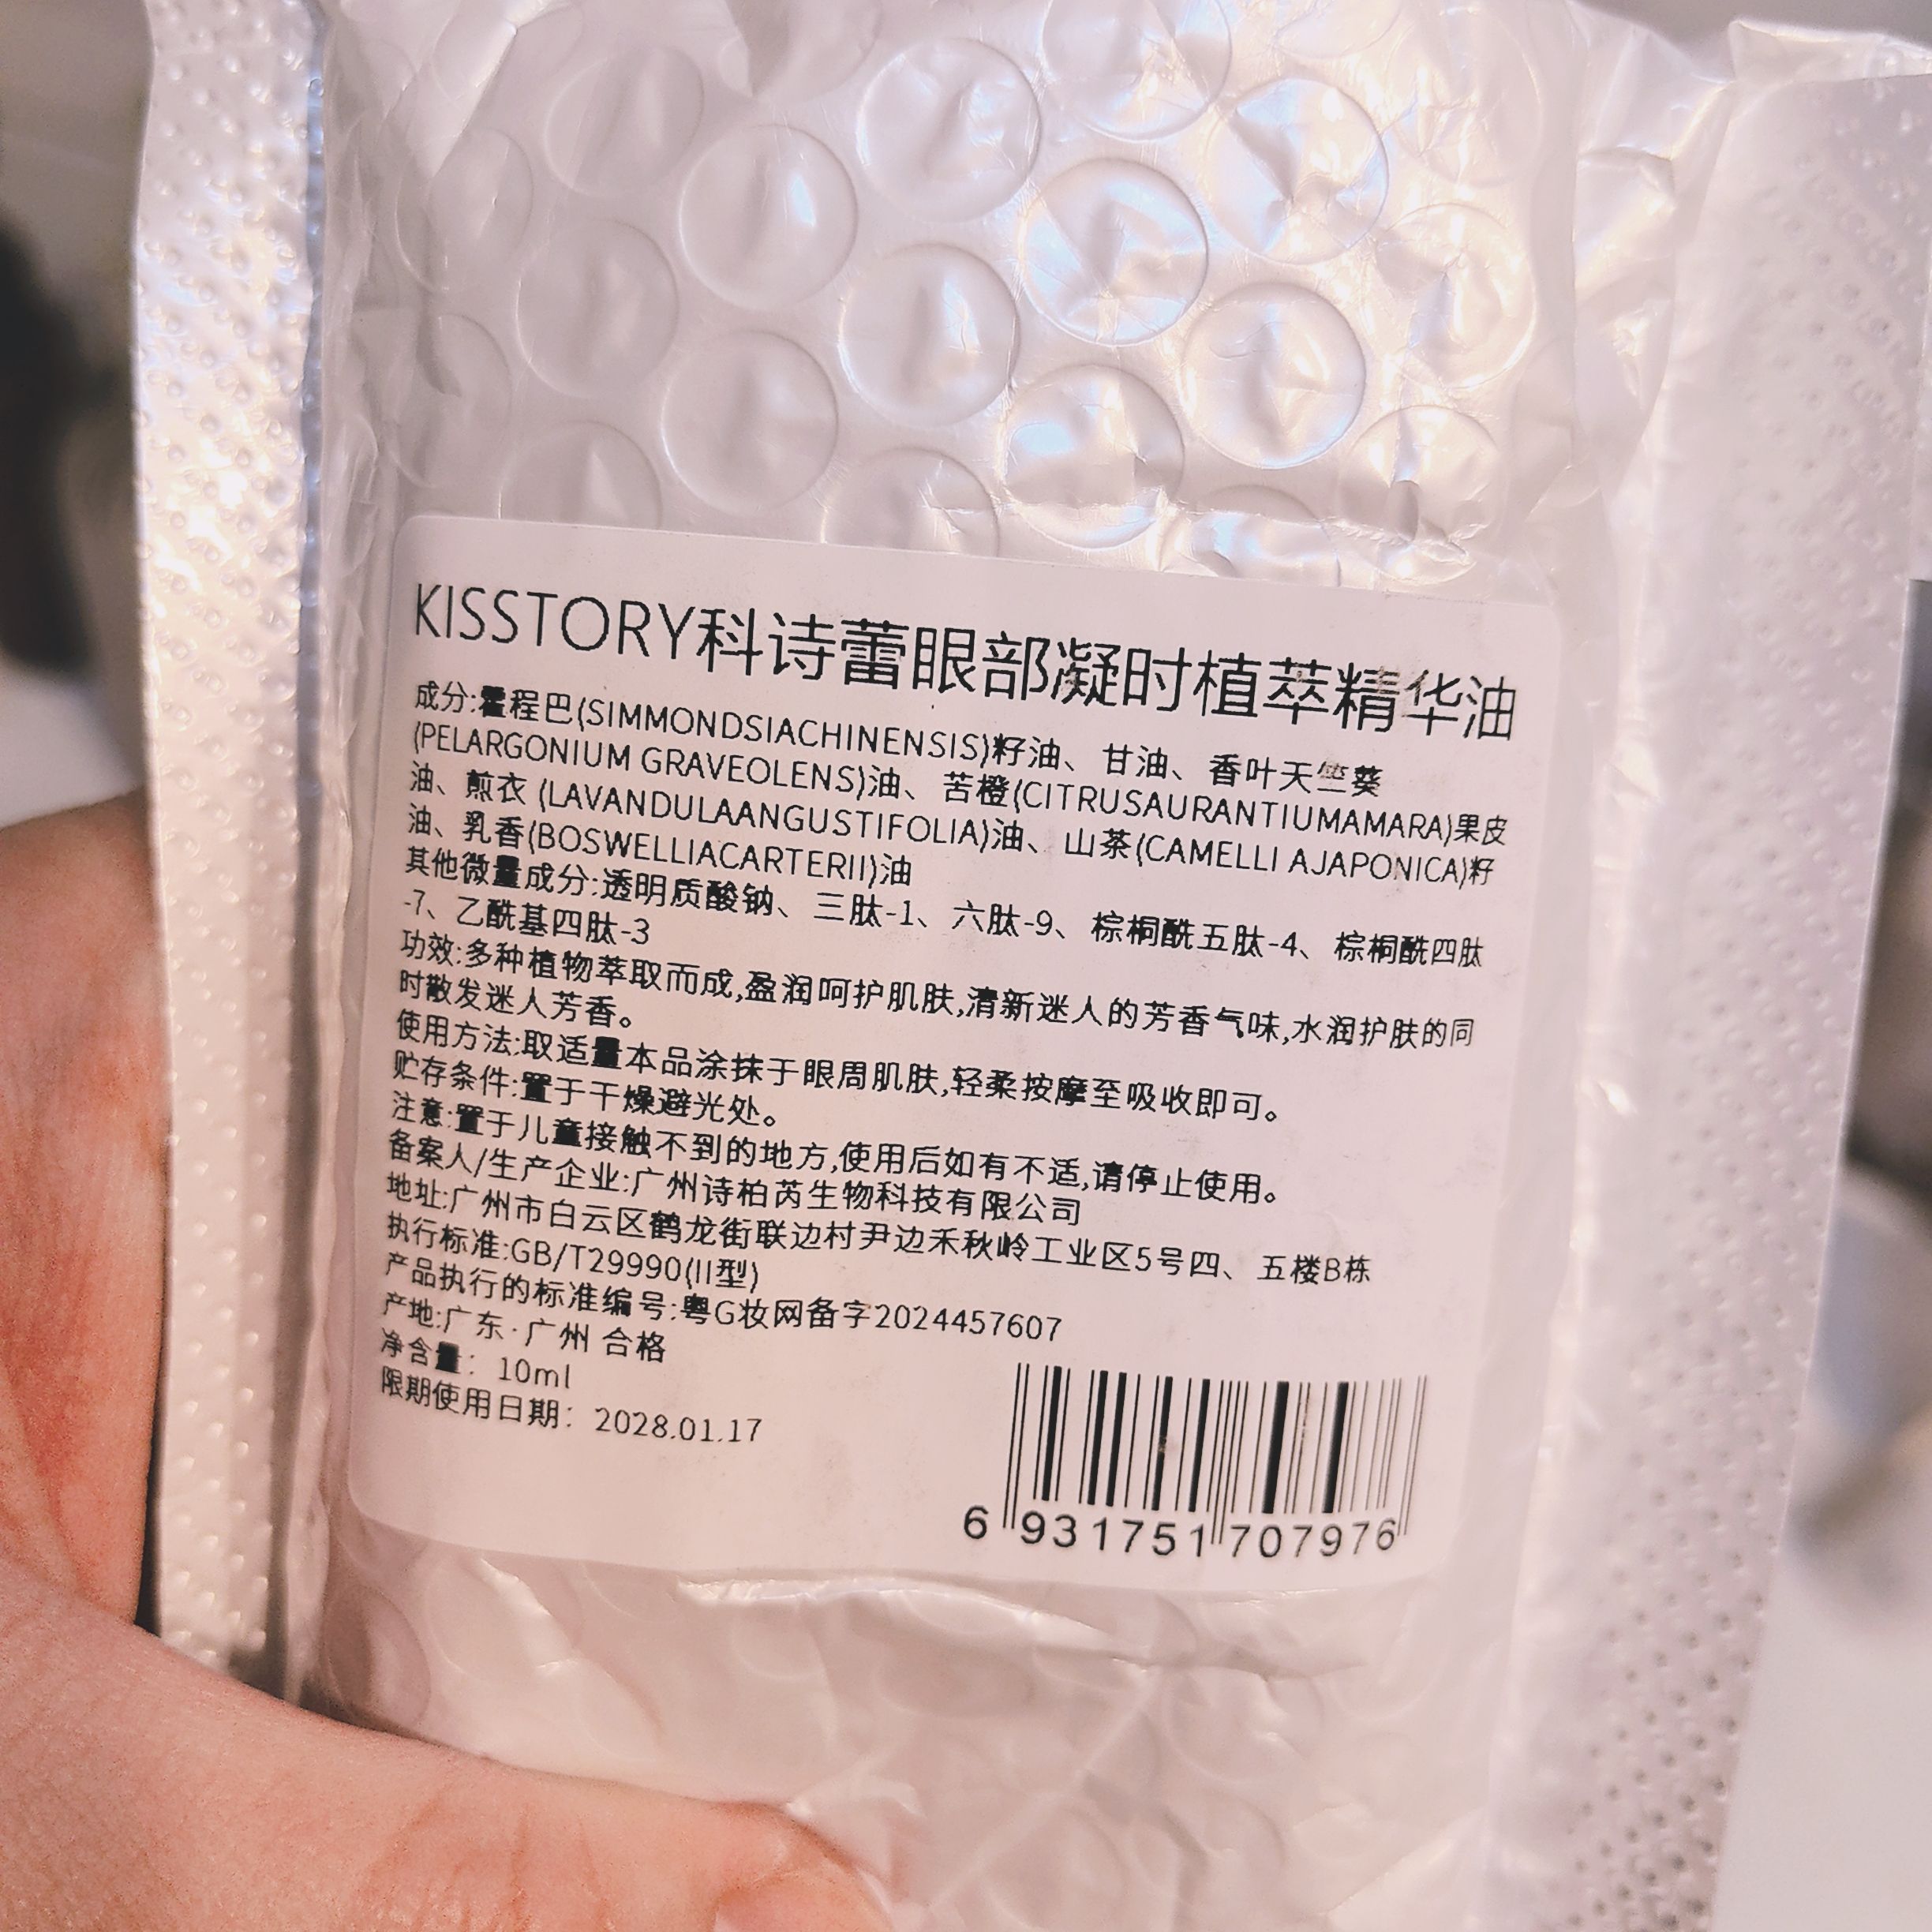 KISSTORY科诗蕾眼部凝时植萃精华油
成分:霍程巴(SIMMONDSIACHINENSIS)籽油、甘油、香叶天竺葵
(PELARGONIUM GRAVEOLENS)油、苦橙(CITRUSAURANTIUMAMARA)果皮
油、煎衣 (LAVANDULAANGUSTIFOLIA)油、山茶(CAMELLI AJAPONICA)籽
油、乳香(BOSWELLIACARTERII)油
其他微量成分:透明质酸钠、三肽-1、六肽-9、棕榈酰五肽-4、棕榈酰四肽
-7、乙酰基四肽-3
功效:多种植物萃取而成,盈润呵护肌肤,清新迷人的芳香气味,水润护肤的同
时散发迷人芳香。
使用方法:取适量本品涂抹于眼周肌肤,轻柔按摩至吸收即可。
贮存条件:置于干燥避光处。
注意:置于儿童接触不到的地方,使用后如有不适,请停止使用。
备案人/生产企业:广州诗柏芮生物科技有限公司
地址:广州市白云区鹤龙街联边村尹边禾秋岭工业区5号四、五楼B栋
执行标准:GB/T29990(II型)
产品执行的标准编号:粤G妆网备字2024457607
产地:广东·广州 合格
净含量：10ml
限期使用日期：2028.01.17
6 931751 707976